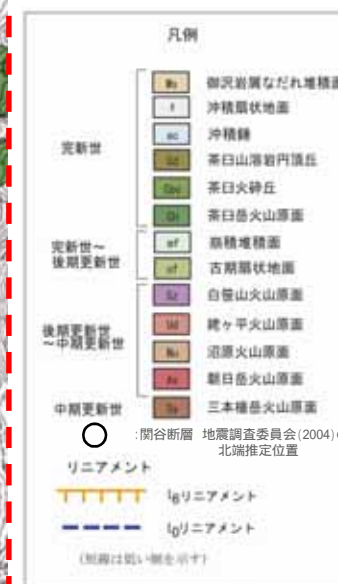 凡例
完新世
御沢岩屑なだれ堆積面
f 沖積扇状地面
ac 沖積錐
茶臼山溶岩円頂丘
茶臼火砕丘
茶臼岳火山原面
完新世～
後期更新世
崩積堆積面
of 古期扇状地面
後期更新世
～中期更新世
白笹山火山原面
姥ヶ平火山原面
沼原火山原面
朝日岳火山原面
中期更新世
三本槍岳火山原面
:関谷断層 地震調査委員会(2004)の
北端推定位置
リニアメント
LBリニアメント
LDリニアメント
(短線は低い側を示す)